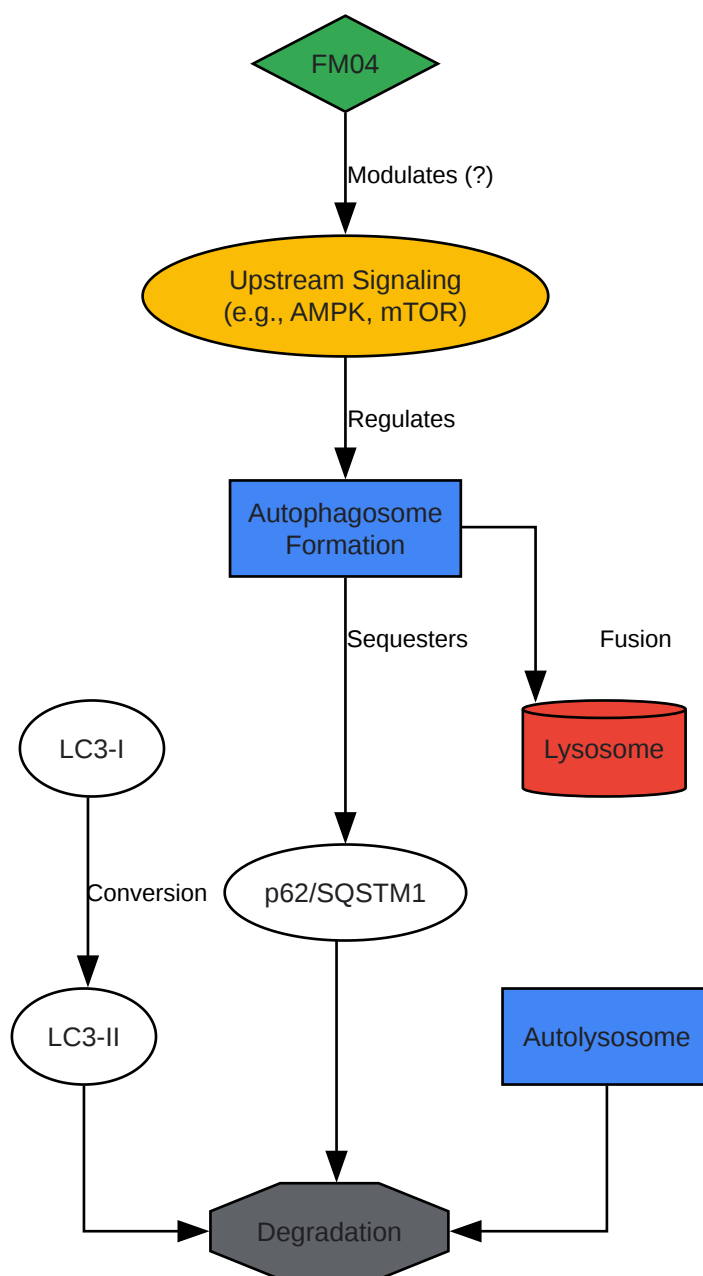 FM04
Modulates (?)
Upstream Signaling
(e.g., AMPK, mTOR)
Regulates
Autophagosome
Formation
Sequesters
Fusion
LC3-I
Lysosome
Conversion
p62/SQSTM1
LC3-II
Autolysosome
Degradation